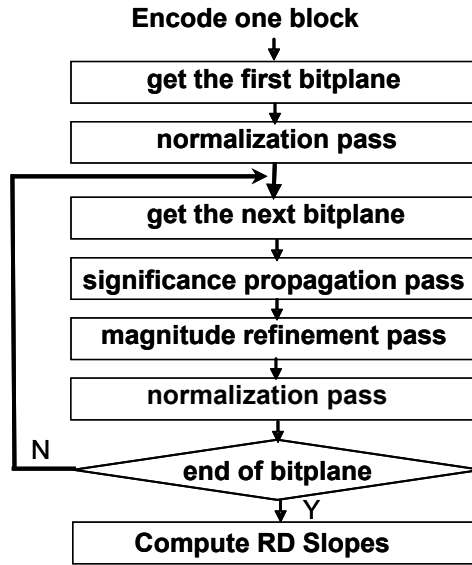 Encode one block
get the first bitplane
normalization pass
get the next bitplane
significance propagation pass
magnitude refinement pass
normalization pass
N
end of bitplane
Y
Compute RD Slopes